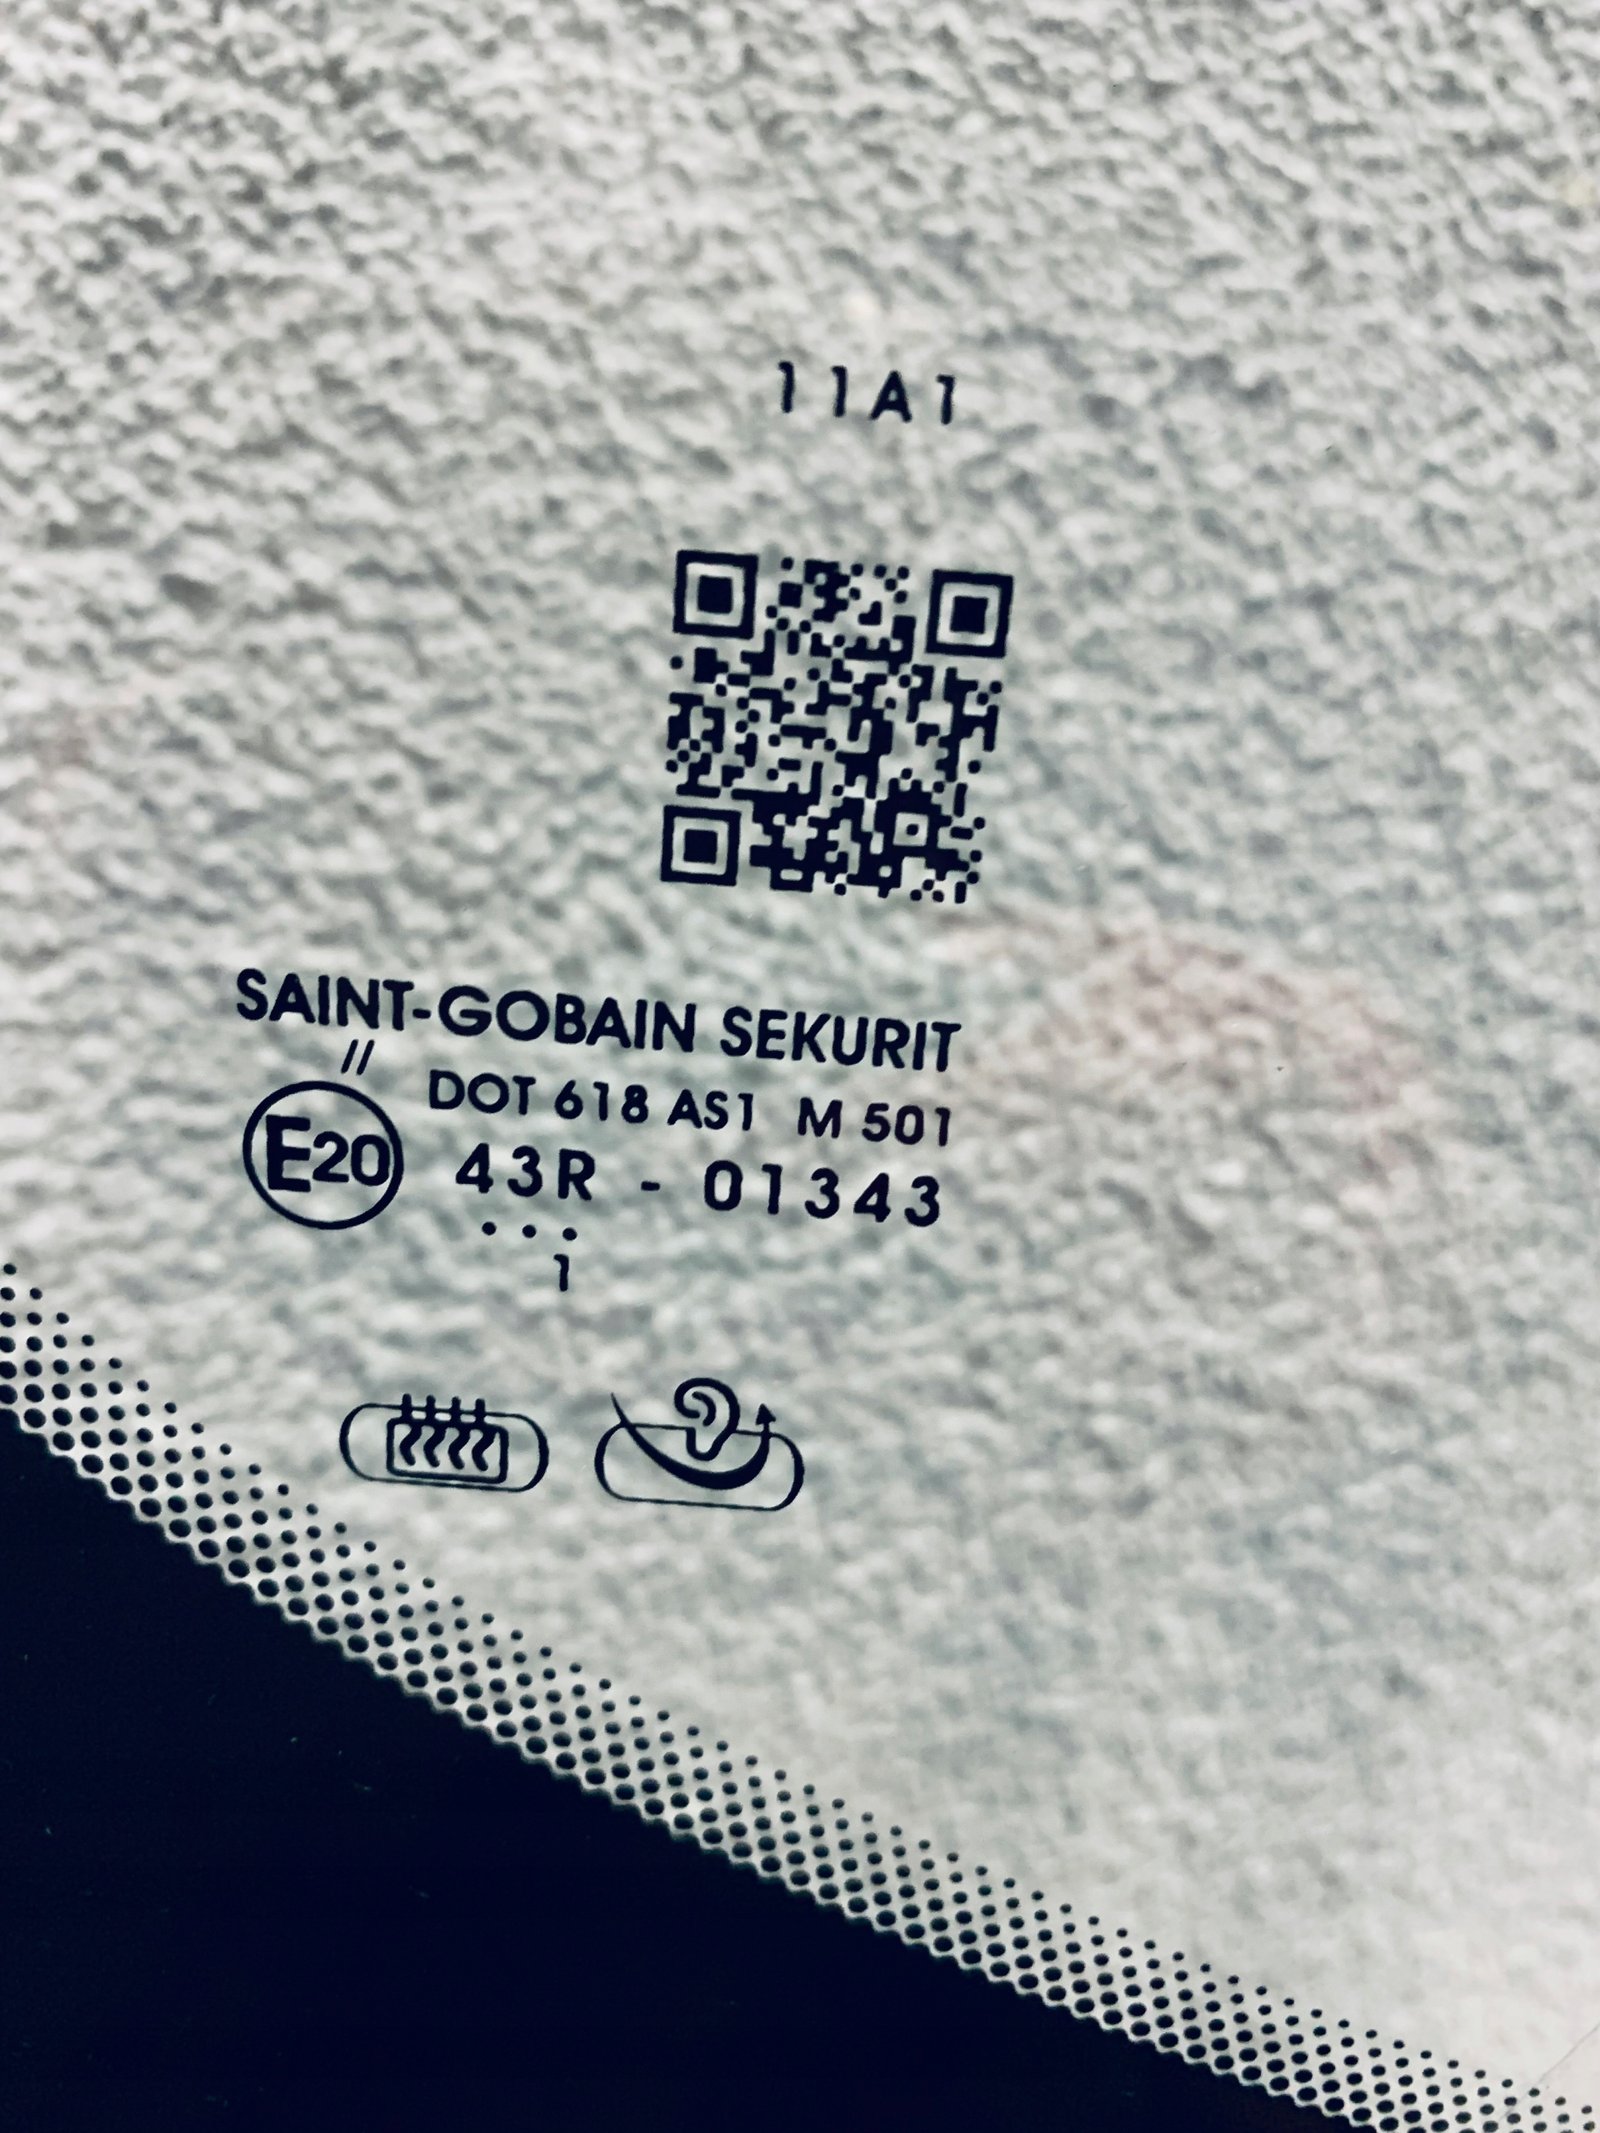 11A1
SAINT-GOBAIN SEKURIT
//
DOT 618 AS1 M 501
E20
43R - 01343
. . .
1